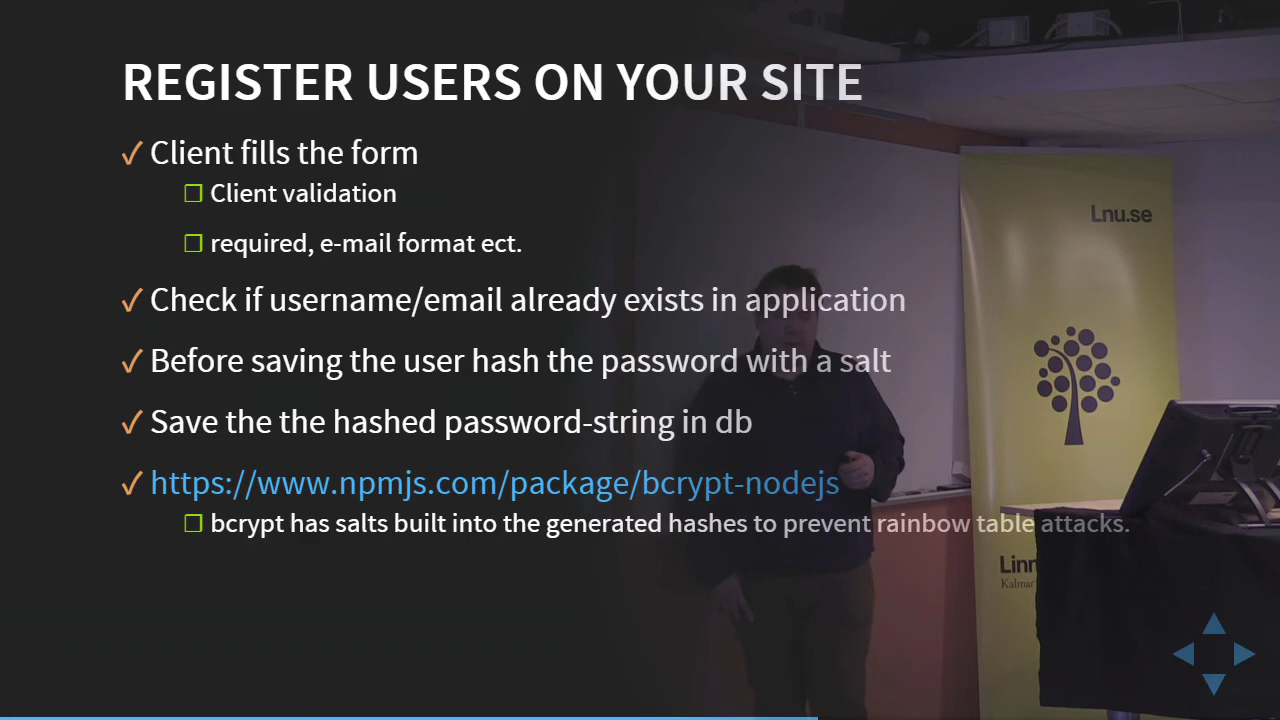 REGISTER USERS ON YOUR SITE
✓ Client fills the form
❒ Client validation
❒ required, e-mail format ect.
✓ Check if username/email already exists in application
✓ Before saving the user hash the password with a salt
✓ Save the the hashed password-string in db
✓ https://www.npmjs.com/package/bcrypt-nodejs
❒ bcrypt has salts built into the generated hashes to prevent rainbow table attacks.
Lnu.se
Kalmar